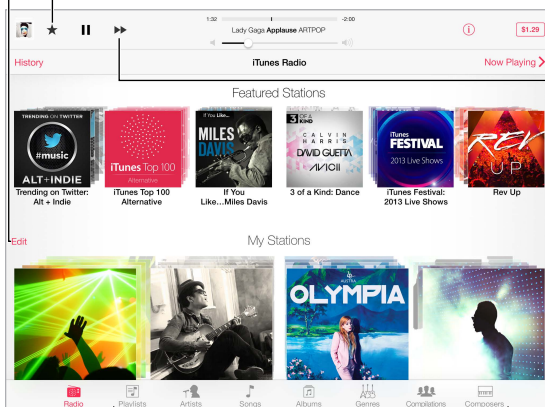 1:32 -2:00
Lady Gaga Applause ARTPOP
$1.29
History iTunes Radio Now Playing
Featured Stations
TRENDING ON TWITTER
#music
ALT+INDIE
iTunes Top 100
Alternative
If You Like...
MILES
DAVIS
3 OF A
KIND
CALVIN
HARRIS
DAVID GUETTA
AVICII
iTunes
FESTIVAL
2013 Live Shows
REV
UP
Trending on Twitter:
Alt + Indie
iTunes Top 100
Alternative
If You
Like…Miles Davis
3 of a Kind: Dance
iTunes Festival:
2013 Live Shows
Rev Up
Edit
My Stations
AUSTRA
OLYMPIA
Radio Playlists Artists Songs Albums Genres Compilations Composers